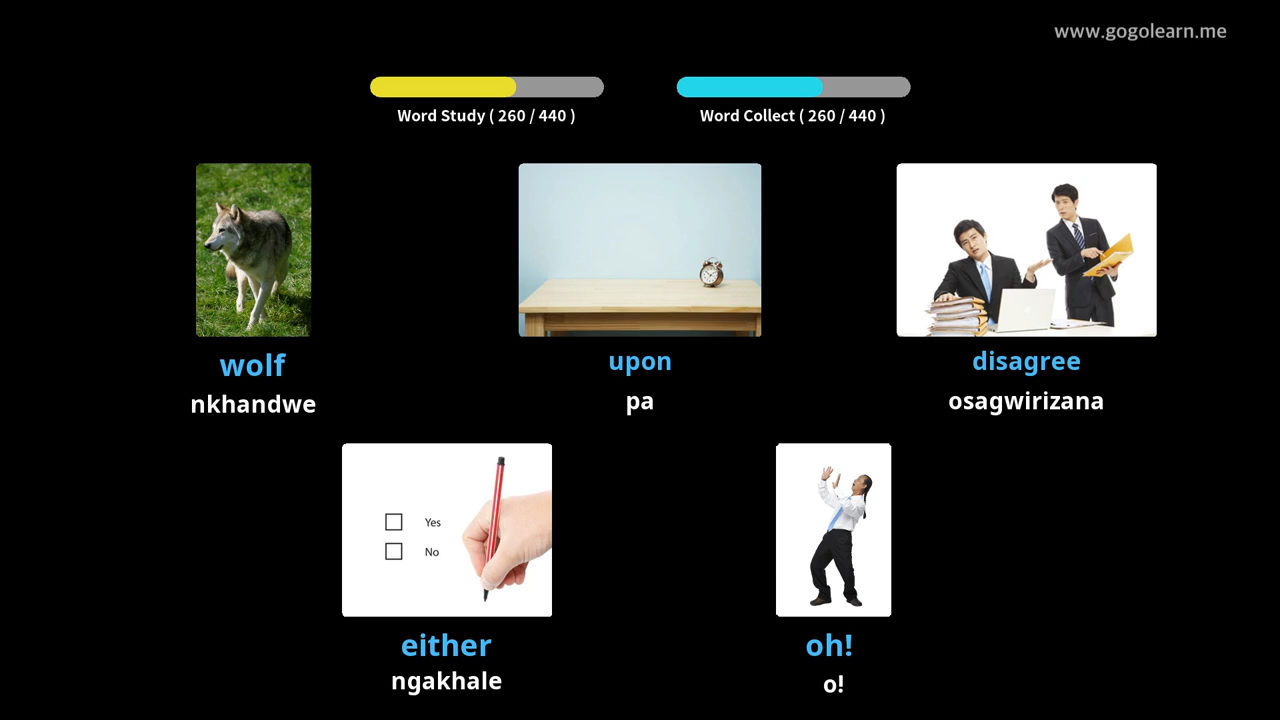 www.gogolearn.me
Word Study ( 260 / 440 )
Word Collect ( 260 / 440 )
wolf
nkhandwe
upon
pa
disagree
osagwirizana
Yes
No
either
ngakhale
oh!
o!